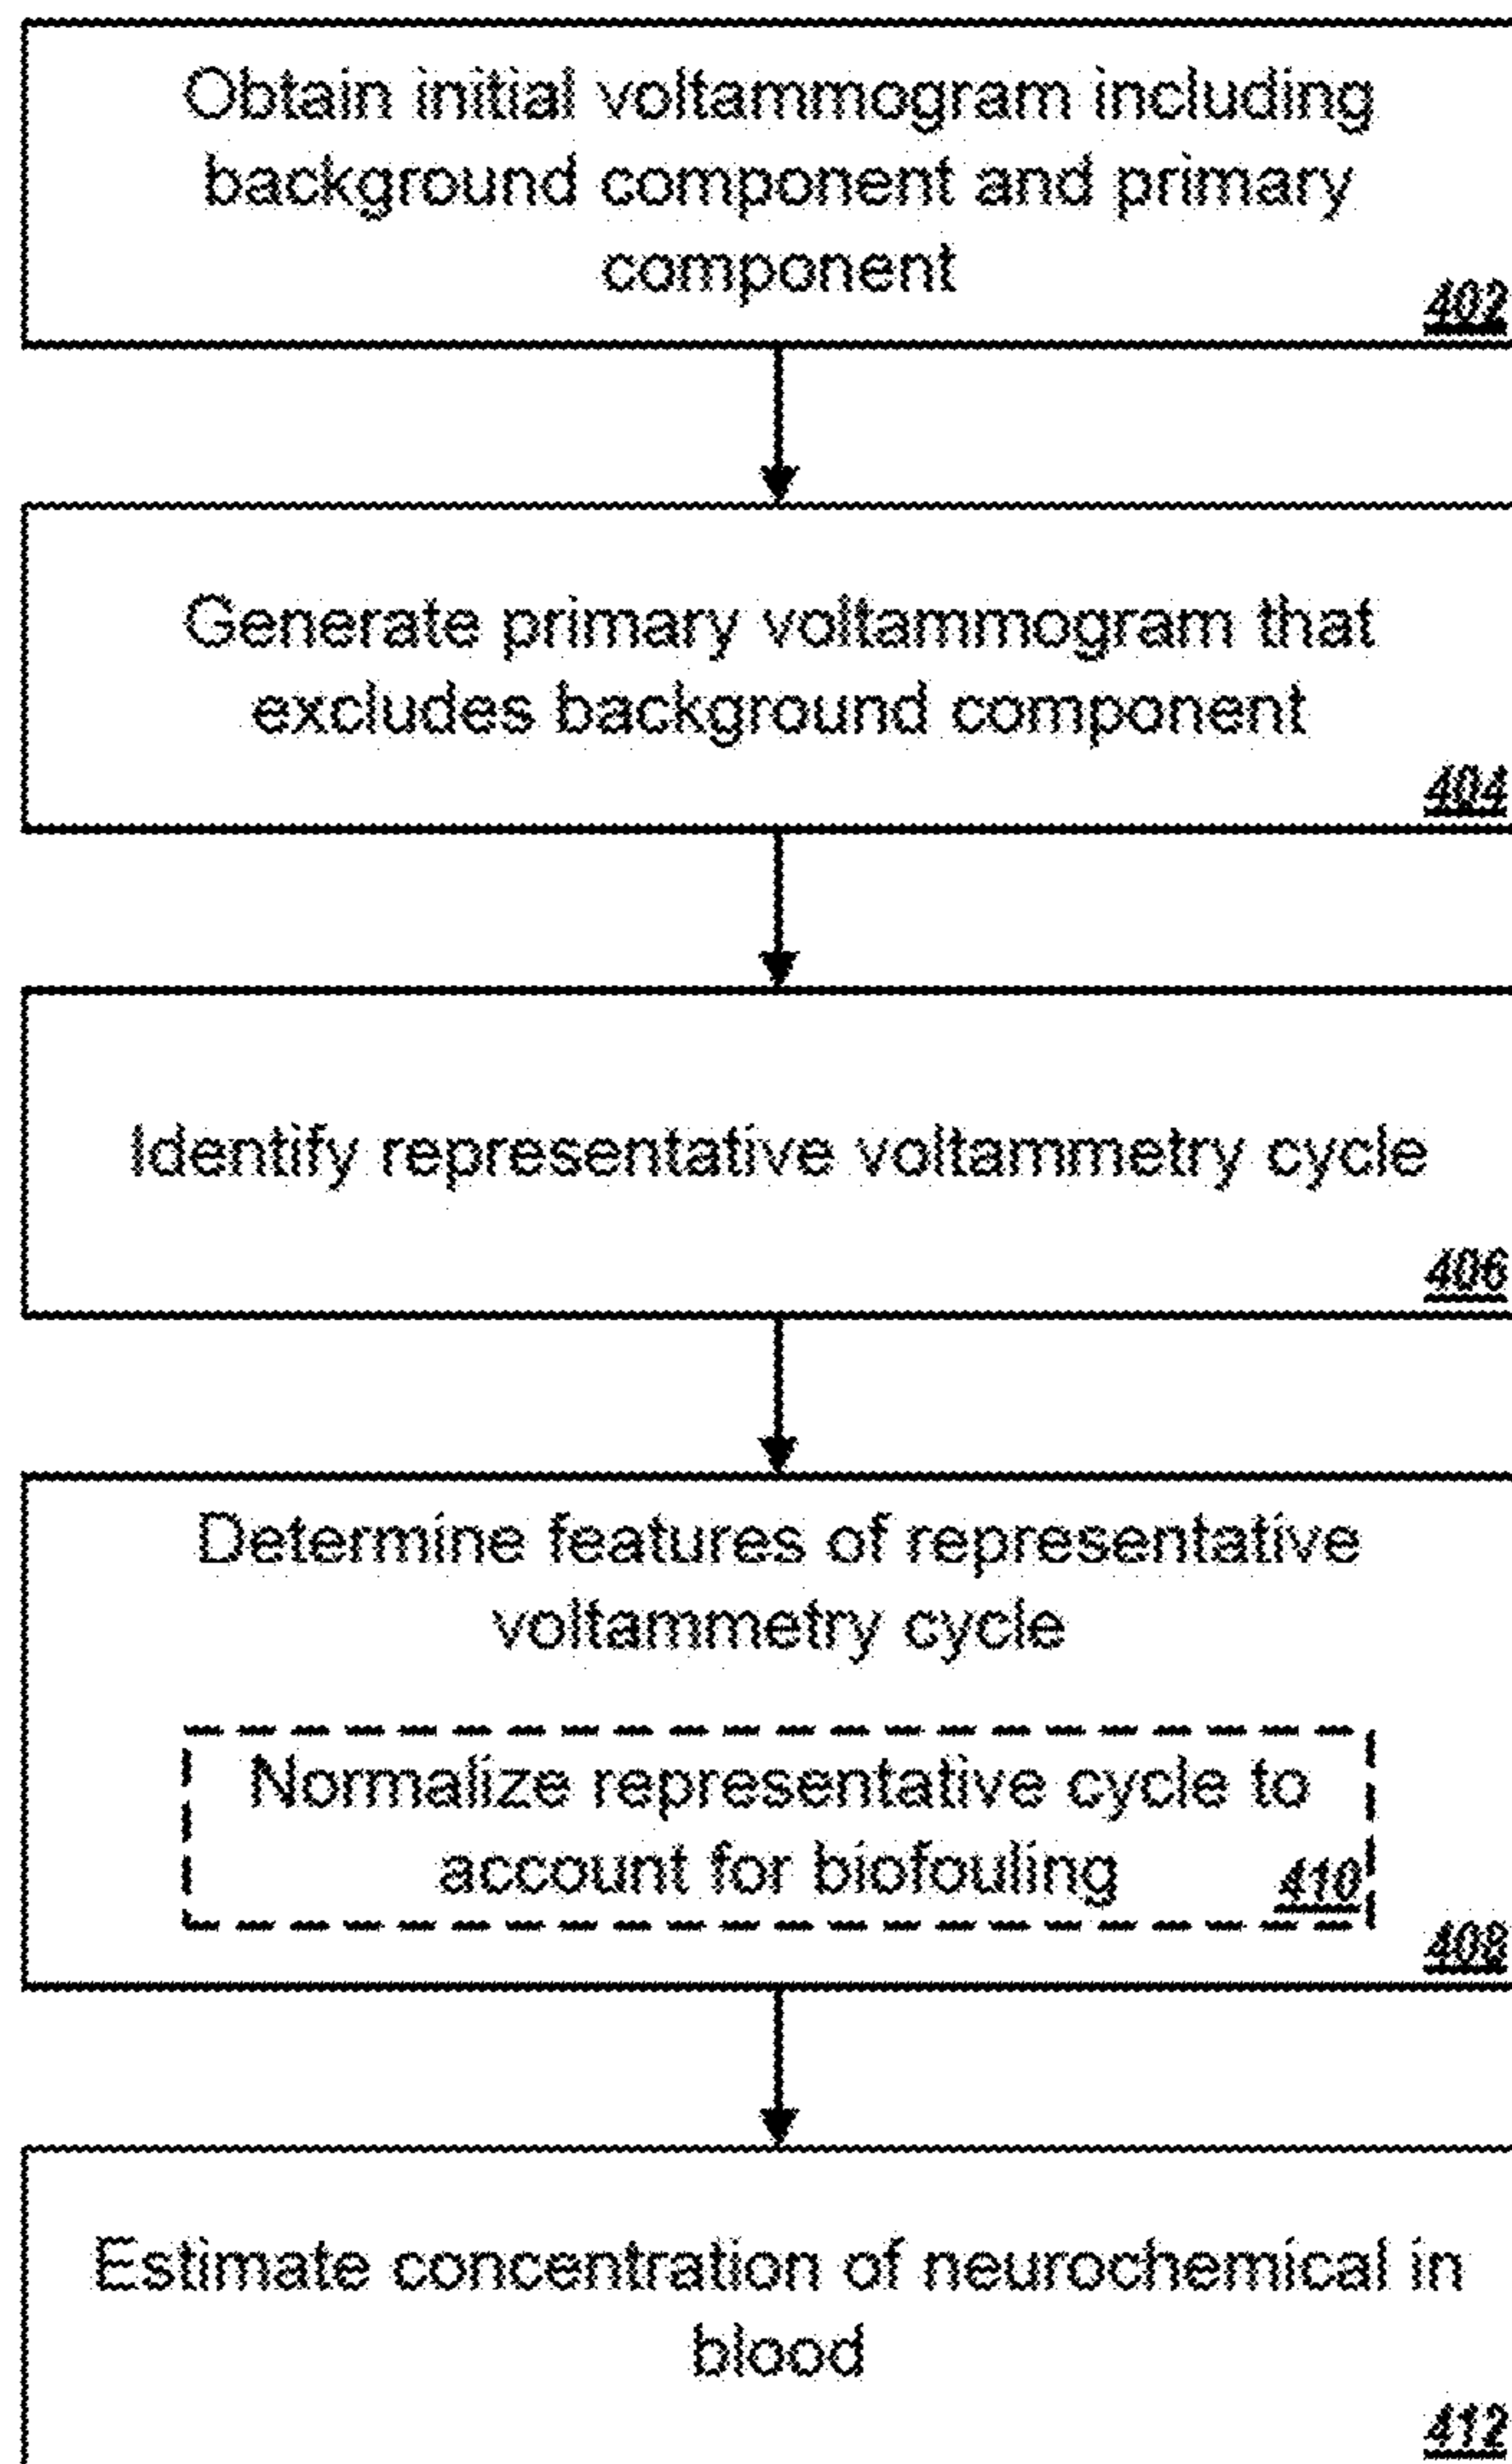 Obtain initial voltammogram including
background component and primary
component
402
Generate primary voltammogram that
excludes background component
404
Identify representative voltammetry cycle
406
Determine features of representative
voltammetry cycle
Normalize representative cycle to
account for biofouling
410
408
Estimate concentration of neurochemical in
blood
412